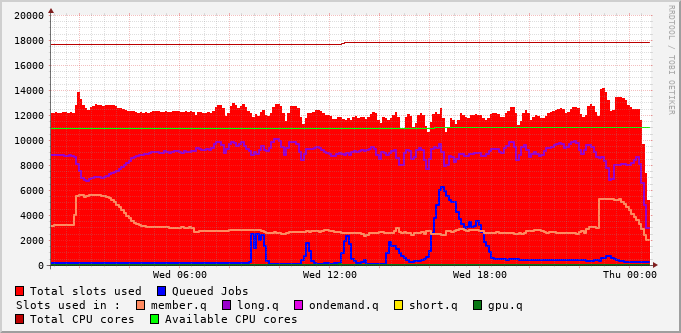 20000
18000
16000
14000
12000
10000
8000
6000
4000
2000
0
Wed 06:00 Wed 12:00 Wed 18:00 Thu 00:00
RRDTOOL / TOBI OETIKER
Total slots used Queued Jobs
Slots used in : member.q long.q ondemand.q short.q gpu.q
Total CPU cores Available CPU cores